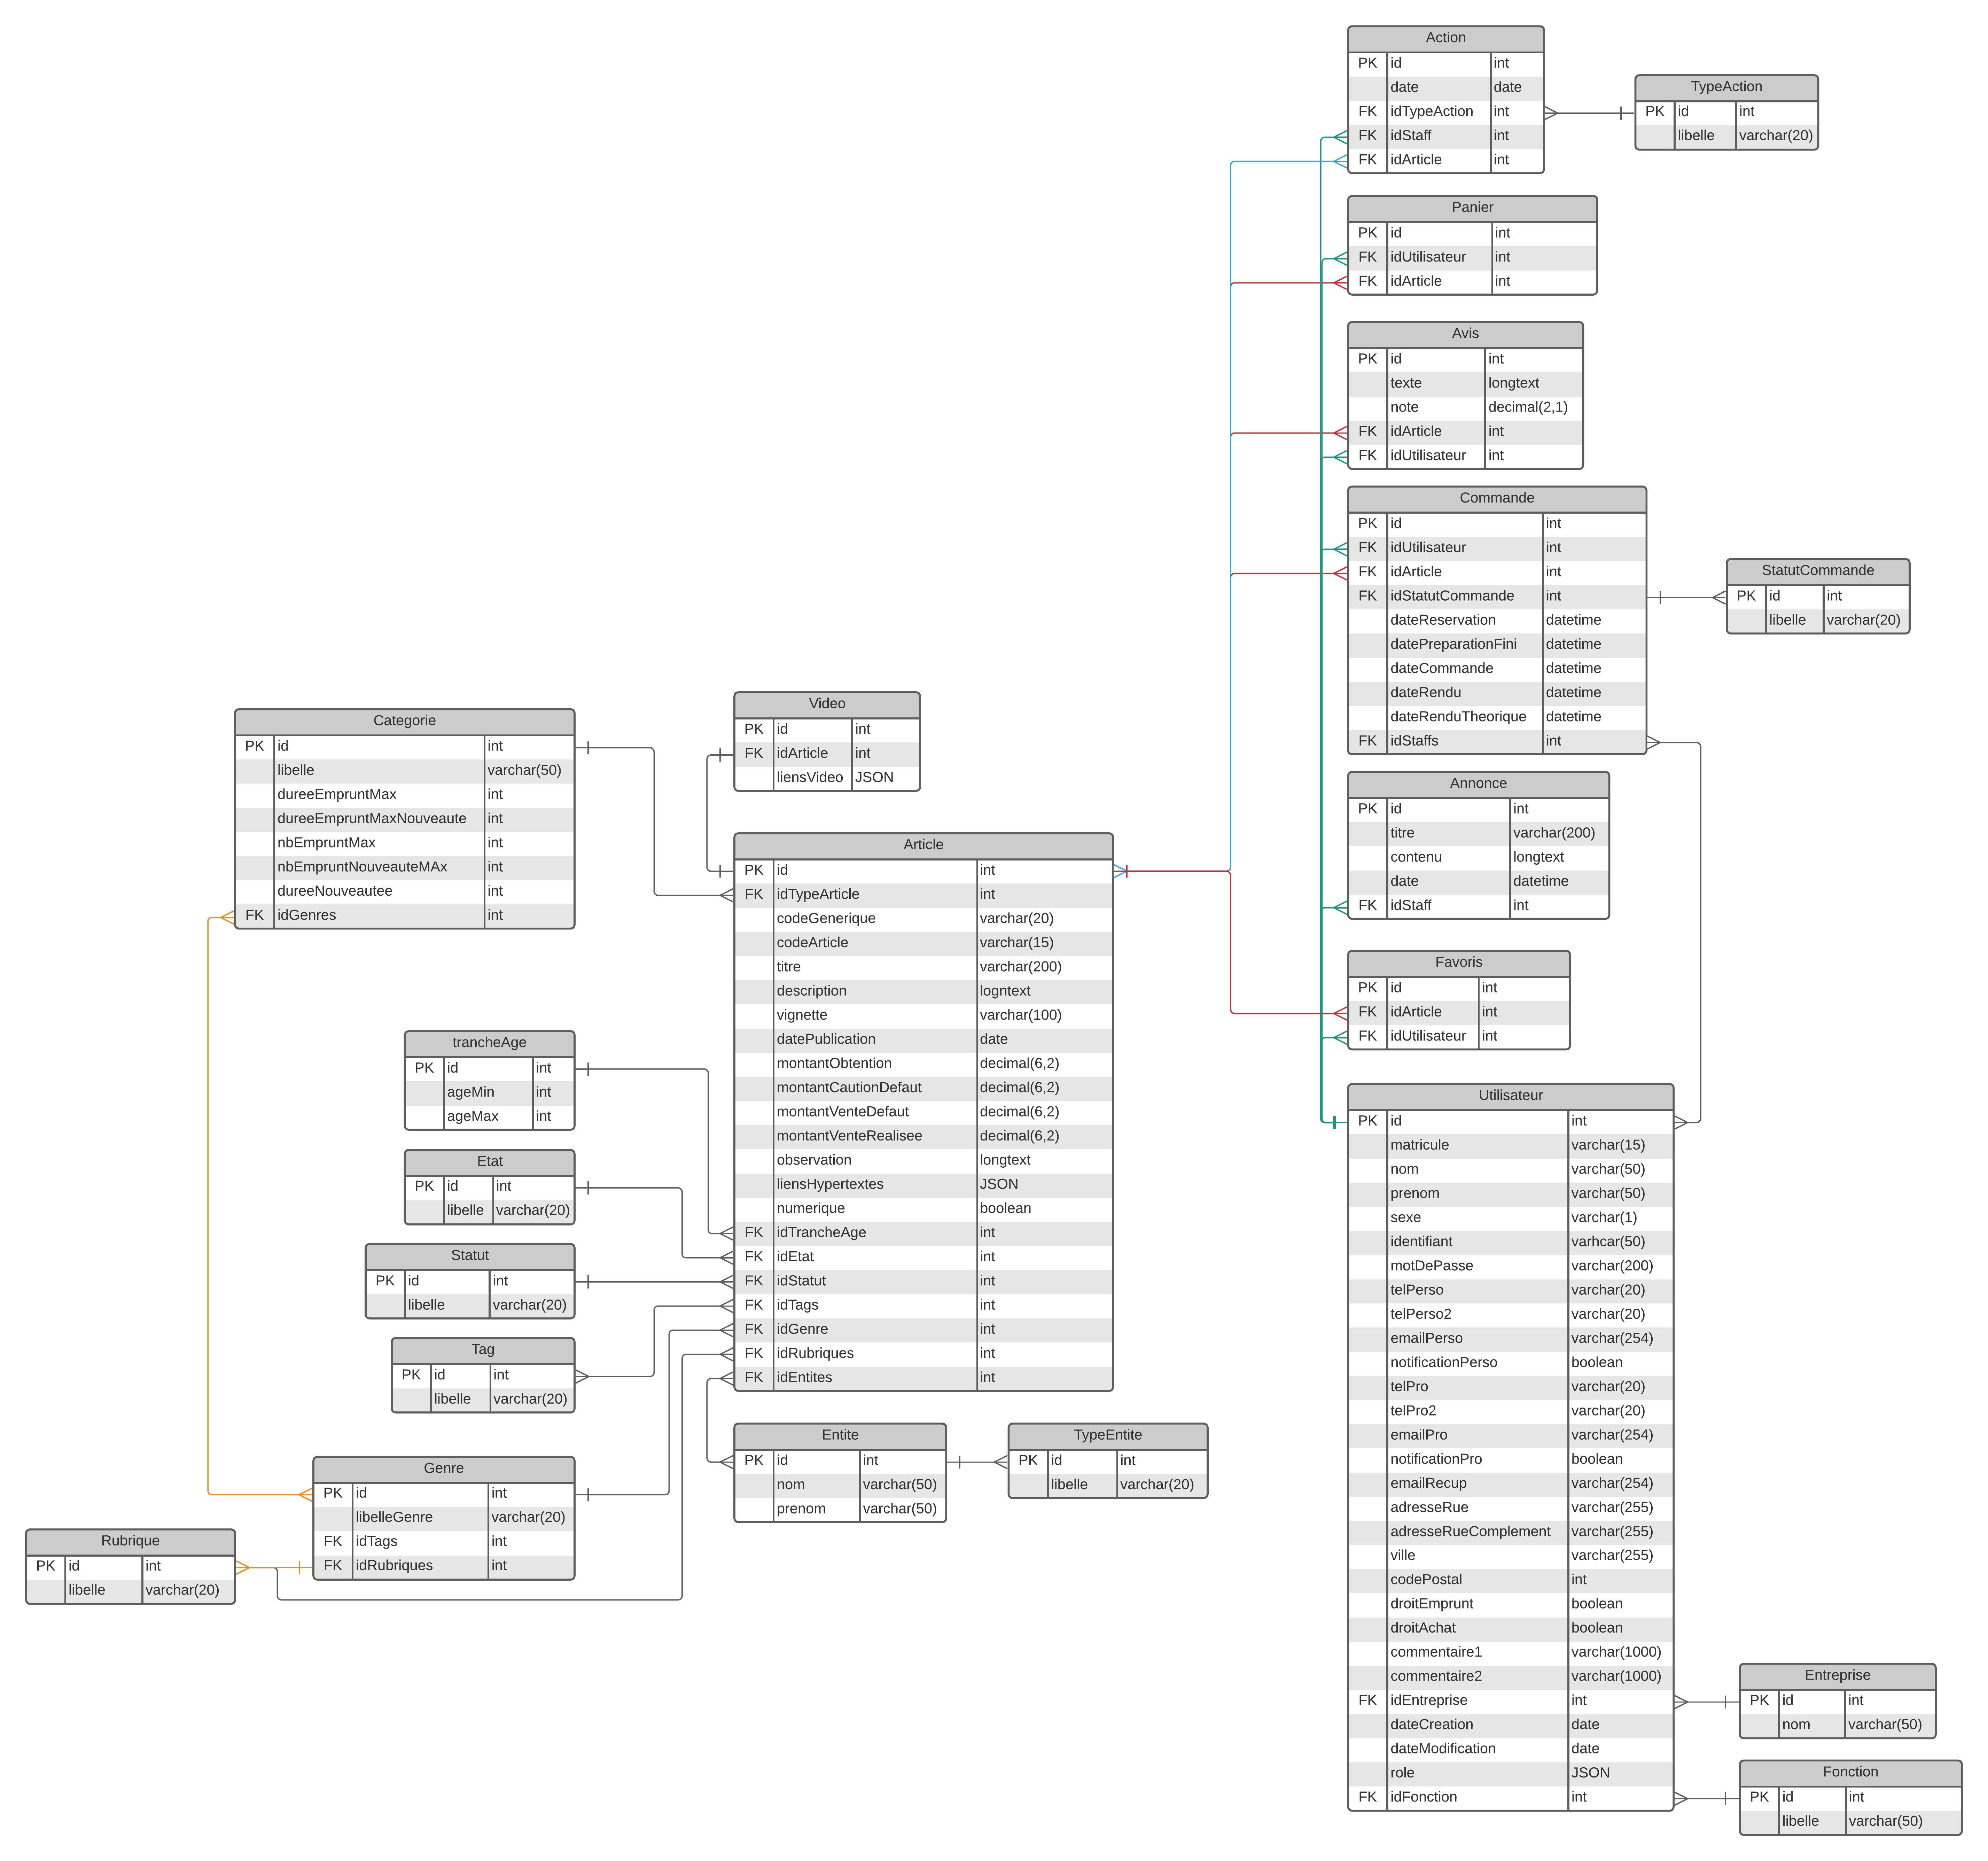 Action
PK id int
date date
FK idTypeAction int
FK idStaff int
FK idArticle int
TypeAction
PK id int
libelle varchar(20)
Panier
PK id int
FK idUtilisateur int
FK idArticle int
Avis
PK id int
texte longtext
note decimal(2,1)
FK idArticle int
FK idUtilisateur int
Commande
PK id int
FK idUtilisateur int
FK idArticle int
FK idStatutCommande int
dateReservation datetime
datePreparationFini datetime
dateCommande datetime
dateRendu datetime
dateRenduTheorique datetime
FK idStaffs int
StatutCommande
PK id int
libelle varchar(20)
Categorie
PK id int
libelle varchar(50)
dureeEmpruntMax int
dureeEmpruntMaxNouveaute int
nbEmpruntMax int
nbEmpruntNouveauteMAx int
dureeNouveautee int
FK idGenres int
Video
PK id int
FK idArticle int
liensVideo JSON
Annonce
PK id int
titre varchar(200)
contenu longtext
date datetime
FK idStaff int
Article
PK id int
FK idTypeArticle int
codeGenerique varchar(20)
codeArticle varchar(15)
titre varchar(200)
description logntext
vignette varchar(100)
datePublication date
montantObtention decimal(6,2)
montantCautionDefaut decimal(6,2)
montantVenteDefaut decimal(6,2)
montantVenteRealisee decimal(6,2)
observation longtext
liensHypertextes JSON
numerique boolean
FK idTrancheAge int
FK idEtat int
FK idStatut int
FK idTags int
FK idGenre int
FK idRubriques int
FK idEntites int
Favoris
PK id int
FK idArticle int
FK idUtilisateur int
trancheAge
PK id int
ageMin int
ageMax int
Etat
PK id int
libelle varchar(20)
Statut
PK id int
libelle varchar(20)
Tag
PK id int
libelle varchar(20)
Genre
PK id int
libelleGenre varchar(20)
FK idTags int
FK idRubriques int
Rubrique
PK id int
libelle varchar(20)
Entite
PK id int
nom varchar(50)
prenom varchar(50)
TypeEntite
PK id int
libelle varchar(20)
Utilisateur
PK id int
matricule varchar(15)
nom varchar(50)
prenom varchar(50)
sexe varchar(1)
identifiant varhcar(50)
motDePasse varchar(200)
telPerso varchar(20)
telPerso2 varchar(20)
emailPerso varchar(254)
notificationPerso boolean
telPro varchar(20)
telPro2 varchar(20)
emailPro varchar(254)
notificationPro boolean
emailRecup varchar(254)
adresseRue varchar(255)
adresseRueComplement varchar(255)
ville varchar(255)
codePostal int
droitEmprunt boolean
droitAchat boolean
commentaire1 varchar(1000)
commentaire2 varchar(1000)
FK idEntreprise int
dateCreation date
dateModification date
role JSON
FK idFonction int
Entreprise
PK id int
nom varchar(50)
Fonction
PK id int
libelle varchar(50)